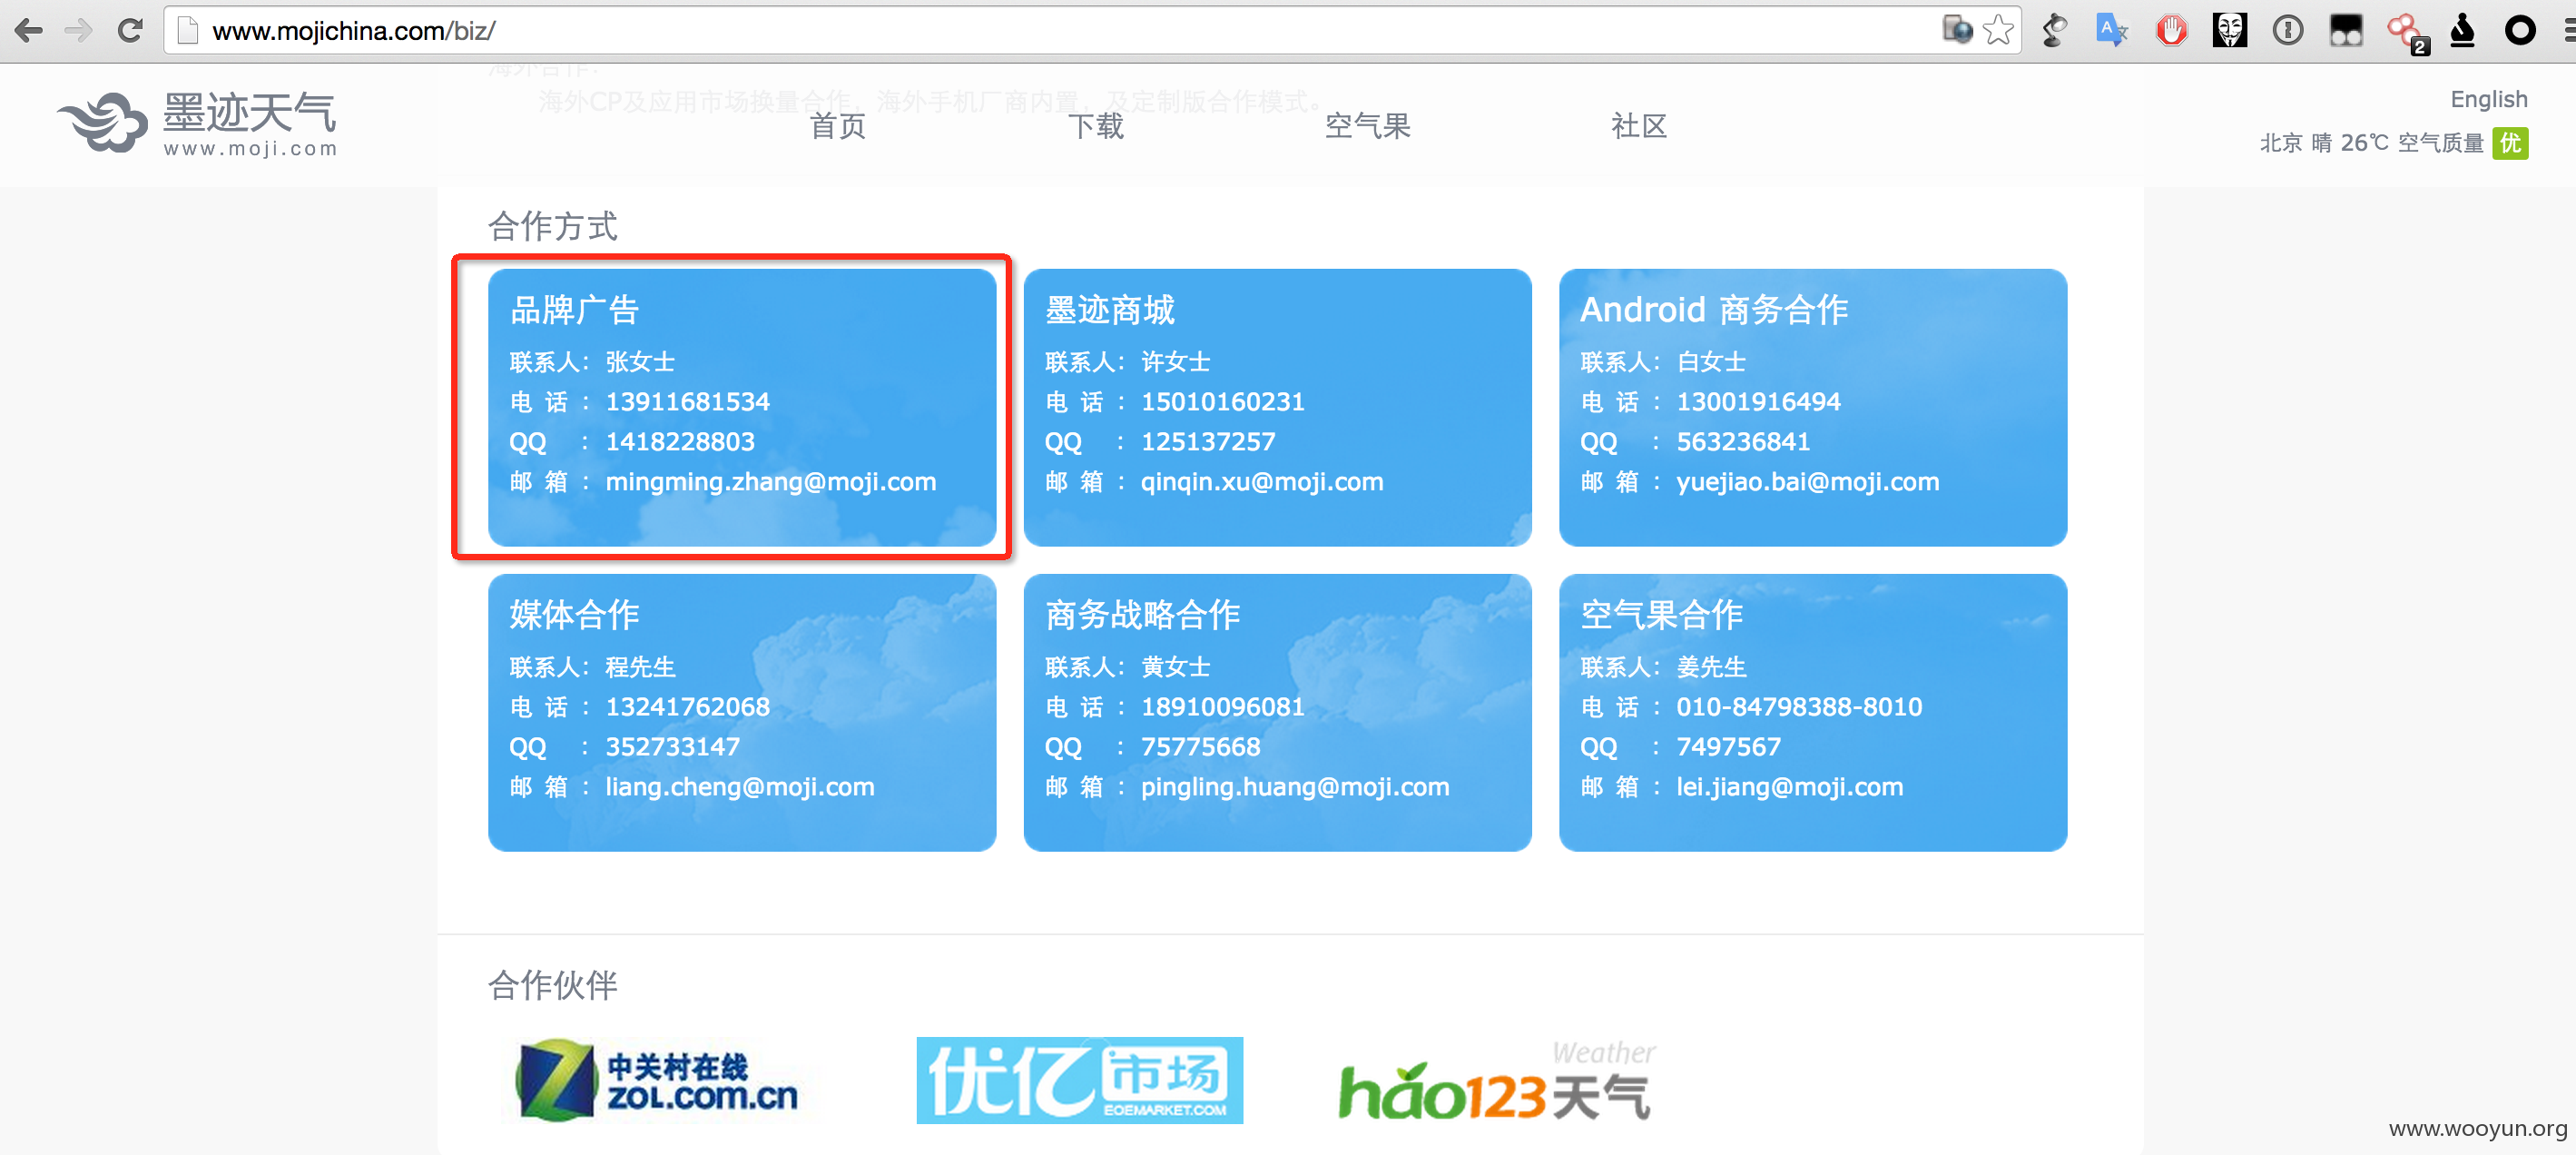 www.mojichina.com/biz/
2
海外合作:
海外CP及应用市场换量合作，海外手机厂商内置，及定制版合作模式。
墨迹天气
www.moji.com
首页
下载
空气果
社区
English
北京 晴 26℃ 空气质量 优
合作方式
品牌广告
联系人: 张女士
电 话 : 13911681534
QQ : 1418228803
邮 箱 : mingming.zhang@moji.com
墨迹商城
联系人: 许女士
电 话 : 15010160231
QQ : 125137257
邮 箱 : qinqin.xu@moji.com
Android 商务合作
联系人: 白女士
电 话 : 13001916494
QQ : 563236841
邮 箱 : yuejiao.bai@moji.com
媒体合作
联系人: 程先生
电 话 : 13241762068
QQ : 352733147
邮 箱 : liang.cheng@moji.com
商务战略合作
联系人: 黄女士
电 话 : 18910096081
QQ : 75775668
邮 箱 : pingling.huang@moji.com
空气果合作
联系人: 姜先生
电 话 : 010-84798388-8010
QQ : 7497567
邮 箱 : lei.jiang@moji.com
合作伙伴
中关村在线
ZOL.COM.CN
优亿市场
EOEMARKET.COM
Weather
hao123天气
www.wooyun.org